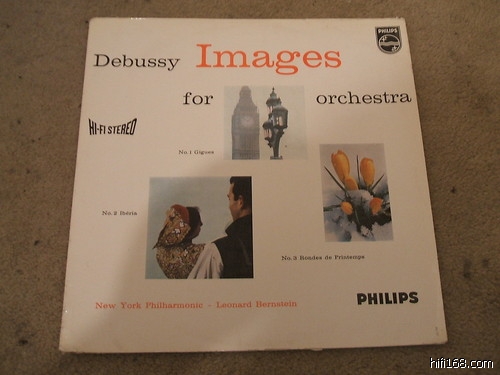 PHILIPS
Debussy Images
for orchestra
HI-FI STEREO
No.1 Gigues
No.2 Ibéria
No.3 Rondes de Printemps
New York Philharmonic - Leonard Bernstein
PHILIPS
hifi168.com